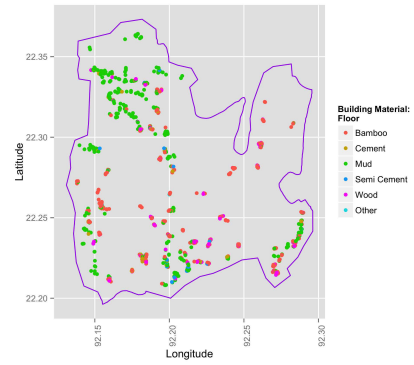 22.35
22.30
22.25
22.20
Latitude
92.15
92.20
92.25
92.30
Longitude
Building Material:
Floor
Bamboo
Cement
Mud
Semi Cement
Wood
Other